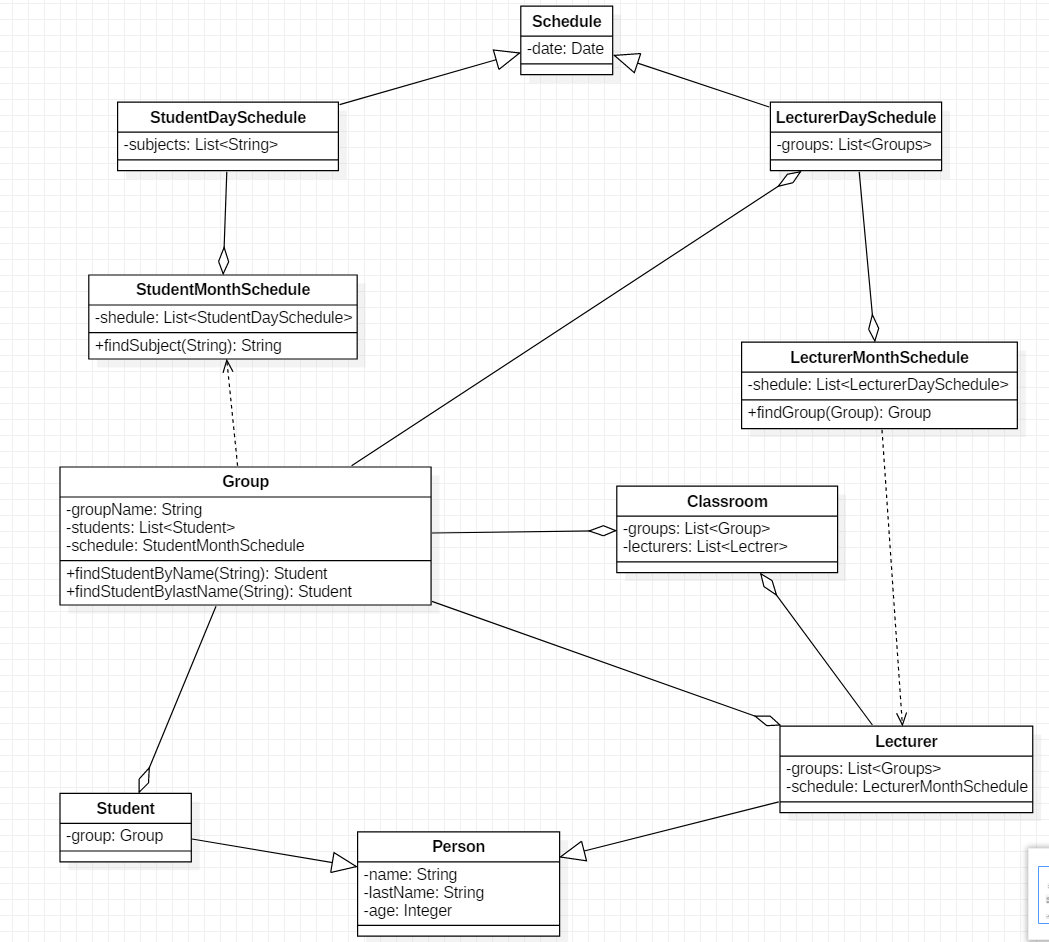 Schedule
-date: Date
StudentDaySchedule
-subjects: List<String>
LecturerDaySchedule
-groups: List<Groups>
StudentMonthSchedule
-shedule: List<StudentDaySchedule>
+findSubject(String): String
LecturerMonthSchedule
-shedule: List<LecturerDaySchedule>
+findGroup(Group): Group
Group
-groupName: String
-students: List<Student>
-schedule: StudentMonthSchedule
+findStudentByName(String): Student
+findStudentBylastName(String): Student
Classroom
-groups: List<Group>
-lecturers: List<Lectrer>
Lecturer
-groups: List<Groups>
-schedule: LecturerMonthSchedule
Student
-group: Group
Person
-name: String
-lastName: String
-age: Integer